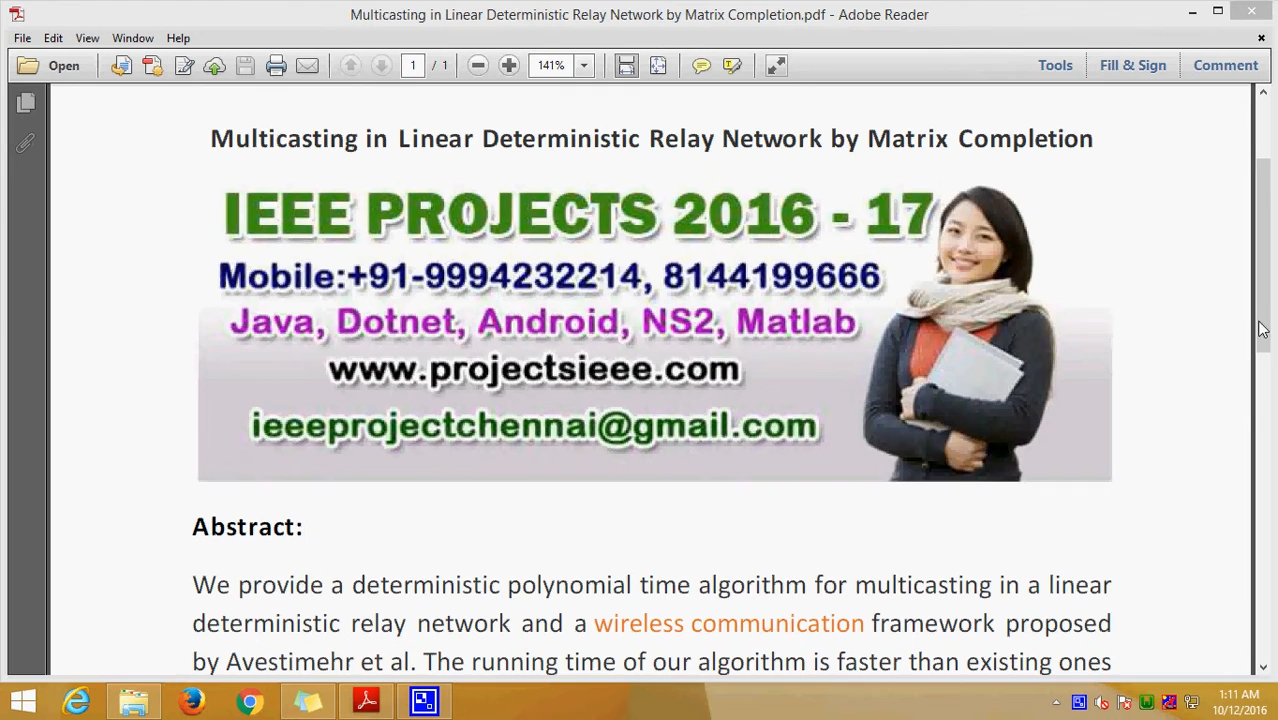 Multicasting in Linear Deterministic Relay Network by Matrix Completion.pdf - Adobe Reader
File Edit View Window Help
Open 1 / 1 141% Tools Fill & Sign Comment
Multicasting in Linear Deterministic Relay Network by Matrix Completion
IEEE PROJECTS 2016 - 17
Mobile:+91-9994232214, 8144199666
Java, Dotnet, Android, NS2, Matlab
www.projectsieee.com
ieeeprojectchennai@gmail.com
Abstract:
We provide a deterministic polynomial time algorithm for multicasting in a linear
deterministic relay network and a wireless communication framework proposed
by Avestimehr et al. The running time of our algorithm is faster than existing ones
1:11 AM
10/12/2016